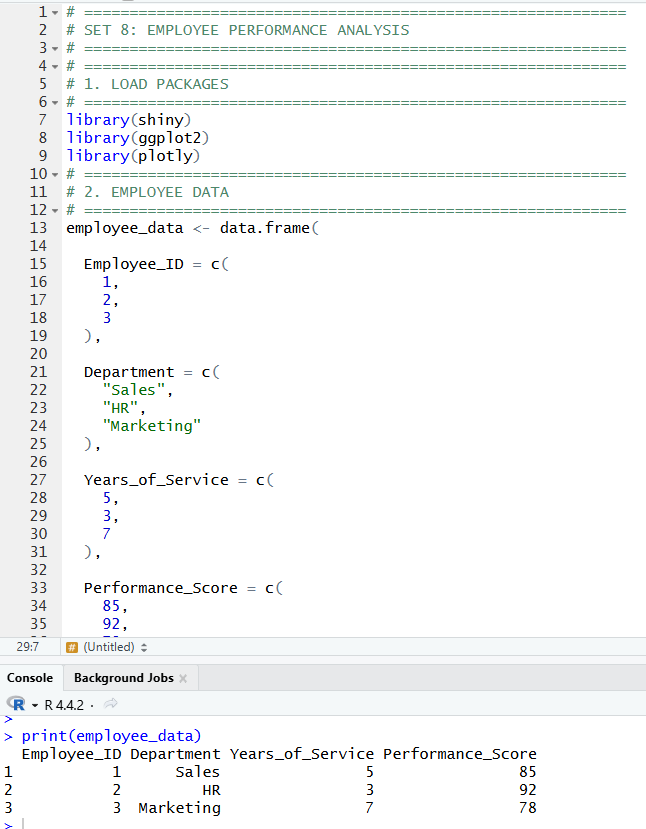 1 # ============================================================
2 # SET 8: EMPLOYEE PERFORMANCE ANALYSIS
3 # ============================================================
4 # ============================================================
5 # 1. LOAD PACKAGES
6 # ============================================================
7 library(shiny)
8 library(ggplot2)
9 library(plotly)
10 # ============================================================
11 # 2. EMPLOYEE DATA
12 # ============================================================
13 employee_data <- data.frame(
14
15   Employee_ID = c(
16     1,
17     2,
18     3
19   ),
20
21   Department = c(
22     "Sales",
23     "HR",
24     "Marketing"
25   ),
26
27   Years_of_Service = c(
28     5,
29     3,
30     7
31   ),
32
33   Performance_Score = c(
34     85,
35     92,
29:7 # (Untitled)
Console Background Jobs
R R 4.4.2 ·
>
> print(employee_data)
  Employee_ID Department Years_of_Service Performance_Score
1           1      Sales                5                85
2           2         HR                3                92
3           3  Marketing                7                78
>